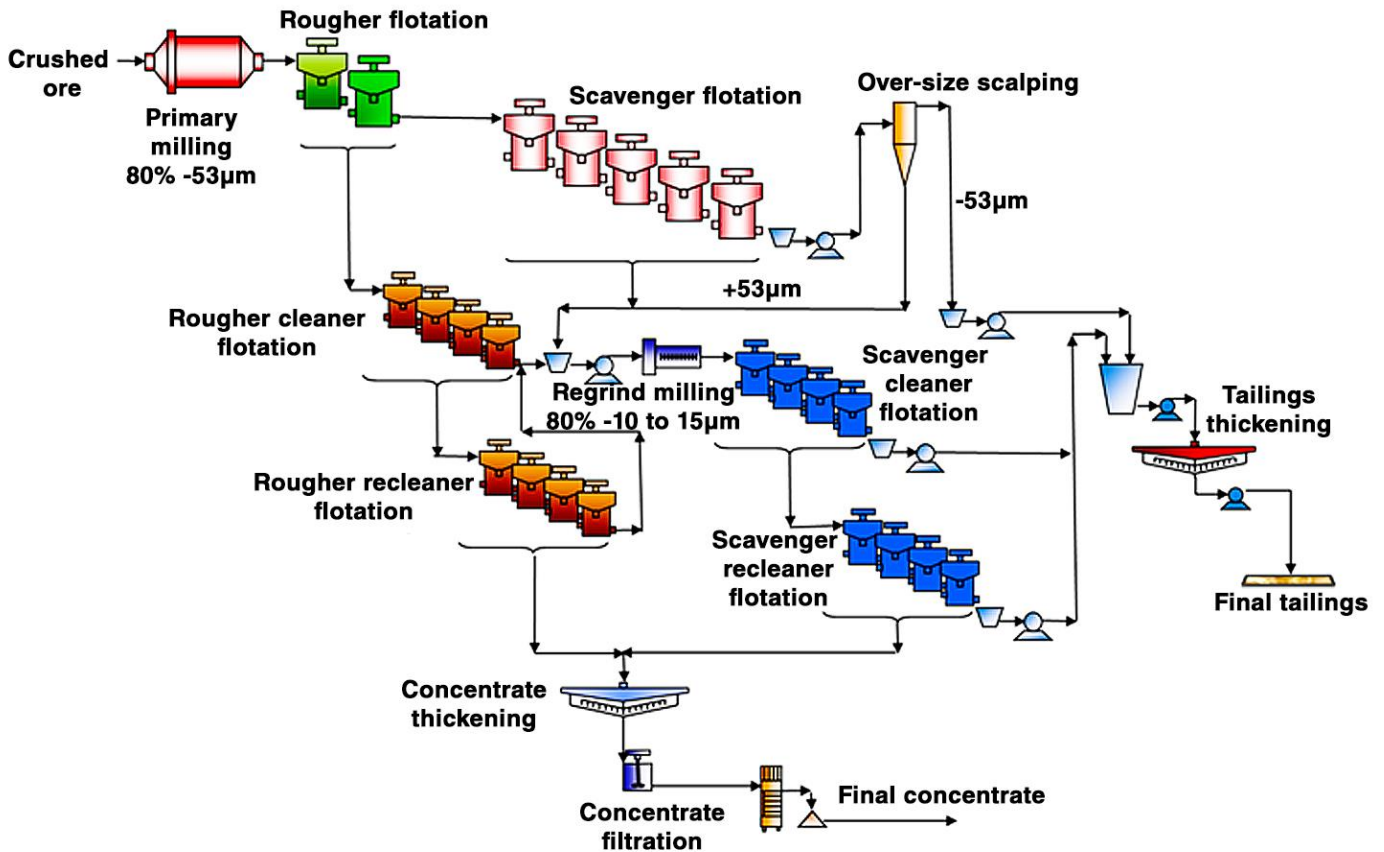 Rougher flotation
Crushed
ore
Primary
milling
80% -53µm
Scavenger flotation
Over-size scalping
-53µm
+53µm
Rougher cleaner
flotation
Regrind milling
80% -10 to 15µm
Scavenger
cleaner
flotation
Tailings
thickening
Rougher recleaner
flotation
Scavenger
recleaner
flotation
Final tailings
Concentrate
thickening
Concentrate
filtration
Final concentrate